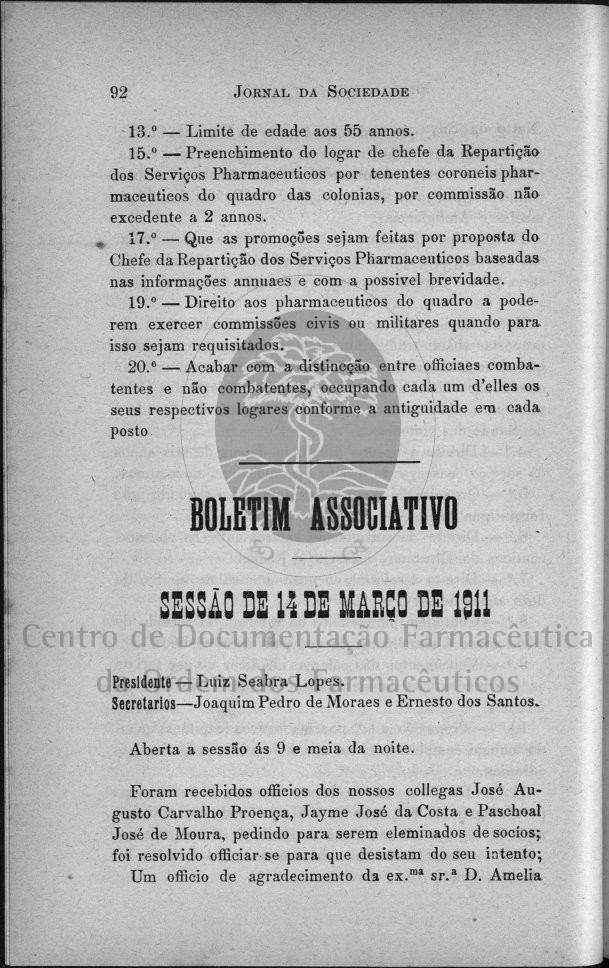 92 JORNAL DA SOCIEDADE
13.º — Limite de edade aos 55 annos.
15.º — Preenchimento do logar de chefe da Repartição
dos Serviços Pharmaceuticos por tenentes coroneis phar-
maceuticos do quadro das colonias, por commissão não
excedente a 2 annos.
17.º — Que as promoções sejam feitas por proposta do
Chefe da Repartição dos Serviços Pharmaceuticos baseadas
nas informações annuaes e com a possivel brevidade.
19.º — Direito aos pharmaceuticos do quadro a pode-
rem exercer commissões civis ou militares quando para
isso sejam requisitados.
20.º — Acabar com a distincção entre officiaes comba-
tentes e não combatentes, occupando cada um d'elles os
seus respectivos logares conforme a antiguidade em cada
posto
BOLETIM ASSOCIATIVO
SESSÃO DE 14 DE MARÇO DE 1911
Centro de Documentação Farmacêutica
da Ordem dos Farmacêuticos
Presidente — Luiz Seabra Lopes.
Secretarios—Joaquim Pedro de Moraes e Ernesto dos Santos.
Aberta a sessão ás 9 e meia da noite.
Foram recebidos officios dos nossos collegas José Au-
gusto Carvalho Proença, Jayme José da Costa e Paschoal
José de Moura, pedindo para serem eleminados de socios;
foi resolvido officiar-se para que desistam do seu intento;
Um officio de agradecimento da ex.ma sr.a D. Amelia